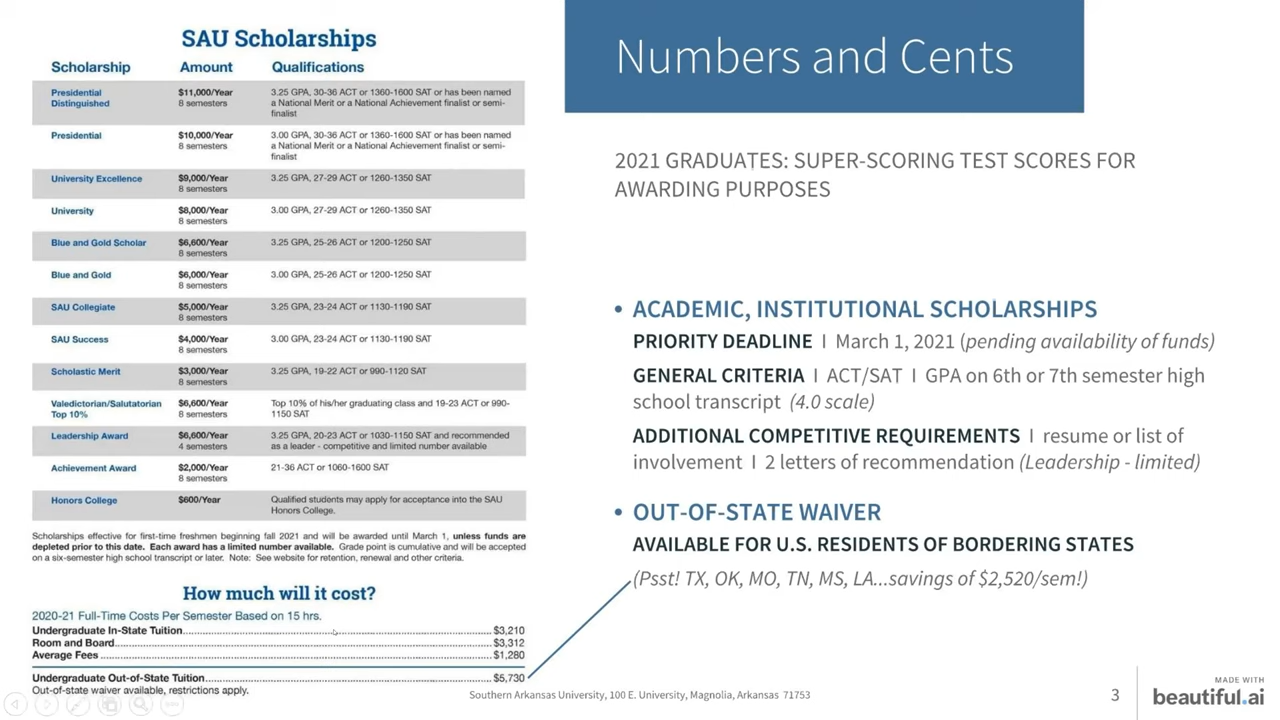 SAU Scholarships
Scholarship Amount Qualifications
Presidential Distinguished $11,000/Year 8 semesters 3.25 GPA, 30-36 ACT or 1360-1600 SAT or has been named a National Merit or a National Achievement finalist or semi-finalist
Presidential $10,000/Year 8 semesters 3.00 GPA, 30-36 ACT or 1360-1600 SAT or has been named a National Merit or a National Achievement finalist or semi-finalist
University Excellence $9,000/Year 8 semesters 3.25 GPA, 27-29 ACT or 1260-1350 SAT
University $8,000/Year 8 semesters 3.00 GPA, 27-29 ACT or 1260-1350 SAT
Blue and Gold Scholar $6,600/Year 8 semesters 3.25 GPA, 25-26 ACT or 1200-1250 SAT
Blue and Gold $6,000/Year 8 semesters 3.00 GPA, 25-26 ACT or 1200-1250 SAT
SAU Collegiate $5,000/Year 8 semesters 3.25 GPA, 23-24 ACT or 1130-1190 SAT
SAU Success $4,000/Year 8 semesters 3.00 GPA, 23-24 ACT or 1130-1190 SAT
Scholastic Merit $3,000/Year 8 semesters 3.25 GPA, 19-22 ACT or 990-1120 SAT
Valedictorian/Salutatorian Top 10% $6,600/Year 8 semesters Top 10% of his/her graduating class and 19-23 ACT or 990-1150 SAT
Leadership Award $6,600/Year 4 semesters 3.25 GPA, 20-23 ACT or 1030-1150 SAT and recommended as a leader - competitive and limited number available
Achievement Award $2,000/Year 8 semesters 21-36 ACT or 1060-1600 SAT
Honors College $600/Year Qualified students may apply for acceptance into the SAU Honors College.
Scholarships effective for first-time freshmen beginning fall 2021 and will be awarded until March 1, unless funds are
depleted prior to this date. Each award has a limited number available. Grade point is cumulative and will be accepted
on a six-semester high school transcript or later. Note: See website for retention, renewal and other criteria.
How much will it cost?
2020-21 Full-Time Costs Per Semester Based on 15 hrs.
Undergraduate In-State Tuition $3,210
Room and Board $3,312
Average Fees $1,280
Undergraduate Out-of-State Tuition $5,730
Out-of-state waiver available, restrictions apply.
Numbers and Cents
2021 GRADUATES: SUPER-SCORING TEST SCORES FOR
AWARDING PURPOSES
• ACADEMIC, INSTITUTIONAL SCHOLARSHIPS
PRIORITY DEADLINE I March 1, 2021 (pending availability of funds)
GENERAL CRITERIA I ACT/SAT I GPA on 6th or 7th semester high
school transcript (4.0 scale)
ADDITIONAL COMPETITIVE REQUIREMENTS I resume or list of
involvement I 2 letters of recommendation (Leadership - limited)
• OUT-OF-STATE WAIVER
AVAILABLE FOR U.S. RESIDENTS OF BORDERING STATES
(Psst! TX, OK, MO, TN, MS, LA...savings of $2,520/sem!)
Southern Arkansas University, 100 E. University, Magnolia, Arkansas 71753
3
MADE WITH
beautiful.ai